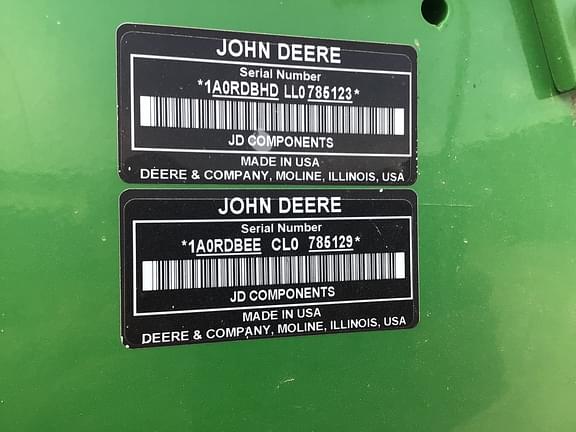 JOHN DEERE
Serial Number
*1A0RDBHD LL0785123*
JD COMPONENTS
MADE IN USA
DEERE & COMPANY, MOLINE, ILLINOIS, USA
JOHN DEERE
Serial Number
*1A0RDBEE CL0 785129*
JD COMPONENTS
MADE IN USA
DEERE & COMPANY, MOLINE, ILLINOIS, USA